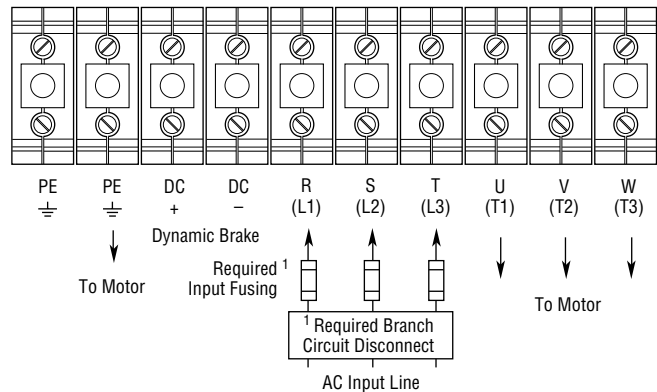 PE PE DC DC R S T U V W
+ – (L1) (L2) (L3) (T1) (T2) (T3)
Dynamic Brake
To Motor
Required 1
Input Fusing
To Motor
1 Required Branch
Circuit Disconnect
AC Input Line